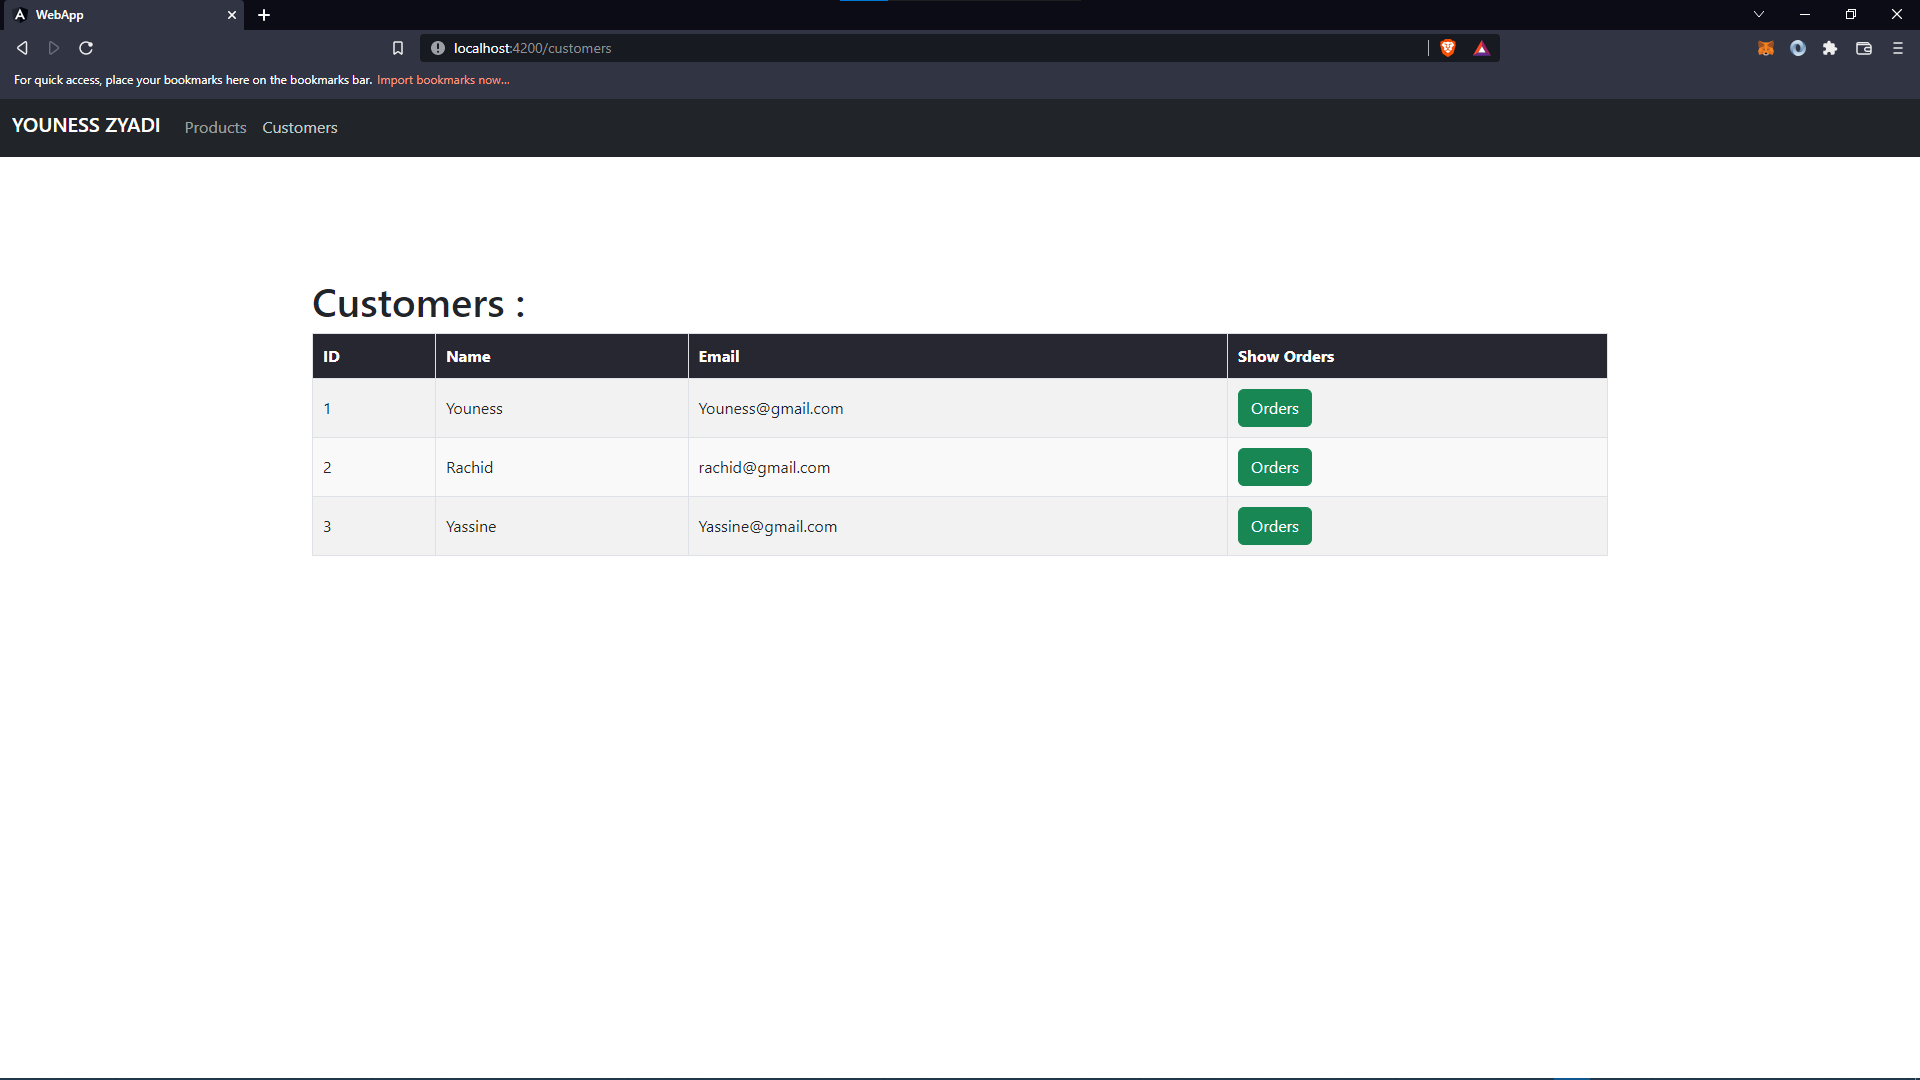 WebApp
localhost:4200/customers
For quick access, place your bookmarks here on the bookmarks bar. Import bookmarks now...
YOUNESS ZYADI Products Customers
Customers :
ID Name Email Show Orders
1 Youness Youness@gmail.com Orders
2 Rachid rachid@gmail.com Orders
3 Yassine Yassine@gmail.com Orders